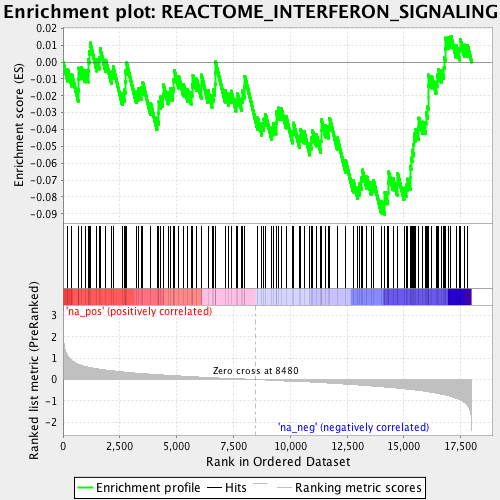 Enrichment plot: REACTOME_INTERFERON_SIGNALING
Enrichment score (ES)
0.02
0.01
0.00
-0.01
-0.02
-0.03
-0.04
-0.05
-0.06
-0.07
-0.08
-0.09
'na_pos' (positively correlated)
Ranked list metric (PreRanked)
3
2
1
0
-1
-2
Zero cross at 8480
'na_neg' (negatively correlated)
0
2,500
5,000
7,500
10,000
12,500
15,000
17,500
Rank in Ordered Dataset
Enrichment profile
Hits
Ranking metric scores